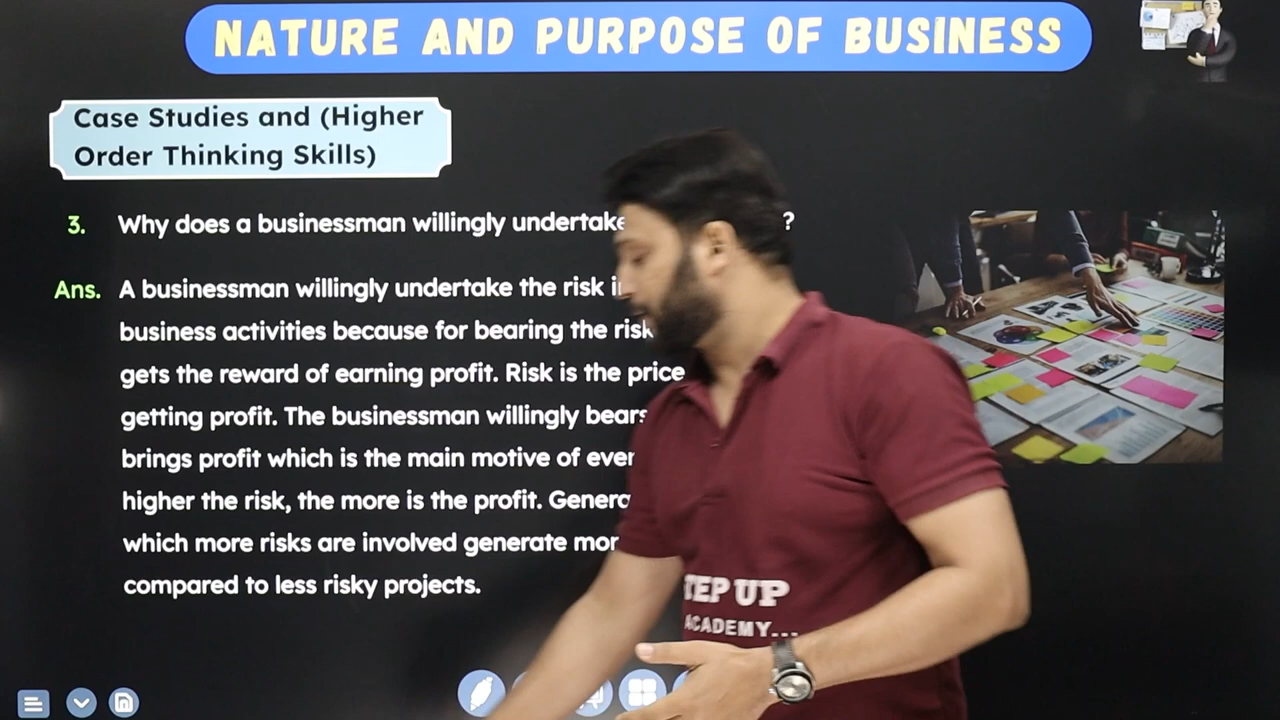 NATURE AND PURPOSE OF BUSINESS
Case Studies and (Higher
Order Thinking Skills)
3. Why does a businessman willingly undertake ?
Ans. A businessman willingly undertake the risk
business activities because for bearing the risk
gets the reward of earning profit. Risk is the price
getting profit. The businessman willingly bears
brings profit which is the main motive of
higher the risk, the more is the profit.
which more risks are involved generate
compared to less risky projects.
TEP UP
ACADEMY...